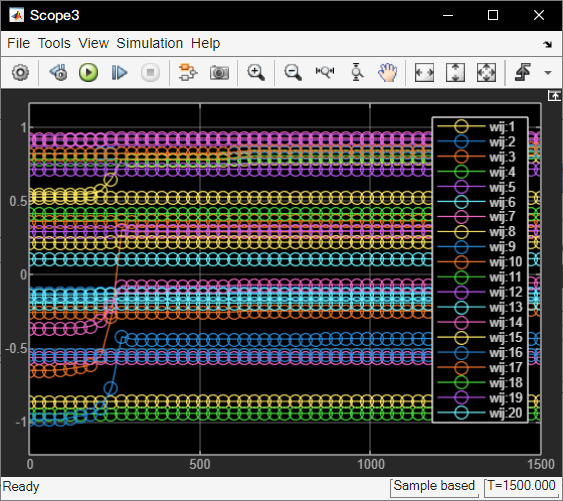 Scope3
File Tools View Simulation Help
1
0.5
0
-0.5
-1
0 500 1000 1500
wij:1
wij:2
wij:3
wij:4
wij:5
wij:6
wij:7
wij:8
wij:9
wij:10
wij:11
wij:12
wij:13
wij:14
wij:15
wij:16
wij:17
wij:18
wij:19
wij:20
Ready Sample based T=1500.000